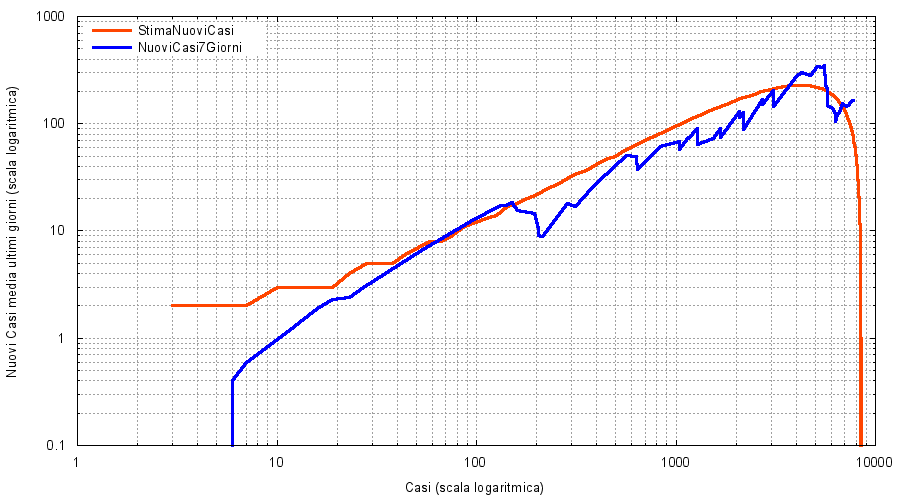 1000
100
10
1
0.1
StimaNuoviCasi
NuoviCasi7Giorni
Nuovi Casi media ultimi giorni (scala logaritmica)
1 10 100 1000 10000
Casi (scala logaritmica)